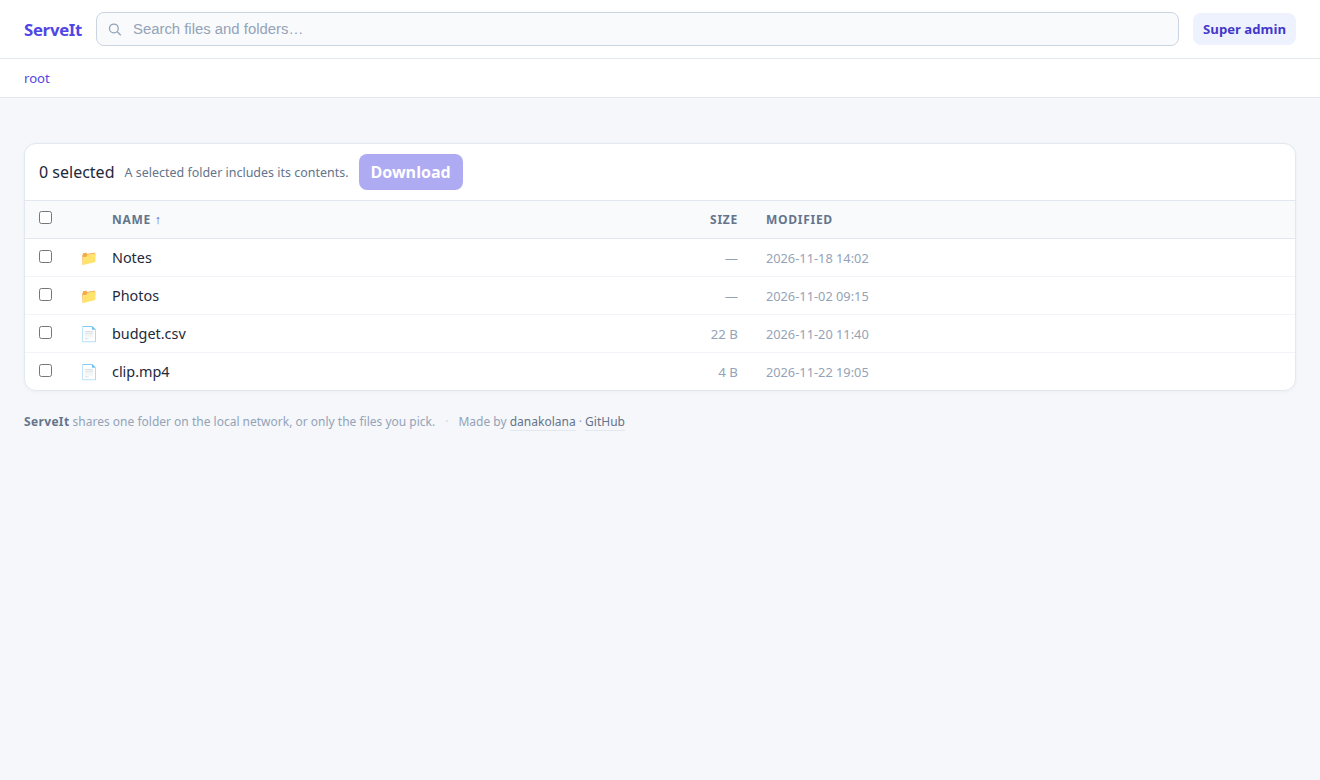 ServeIt Search files and folders… Super admin
root
0 selected A selected folder includes its contents. Download
NAME ↑ SIZE MODIFIED
Notes — 2026-11-18 14:02
Photos — 2026-11-02 09:15
budget.csv 22 B 2026-11-20 11:40
clip.mp4 4 B 2026-11-22 19:05
ServeIt shares one folder on the local network, or only the files you pick. · Made by danakolana · GitHub